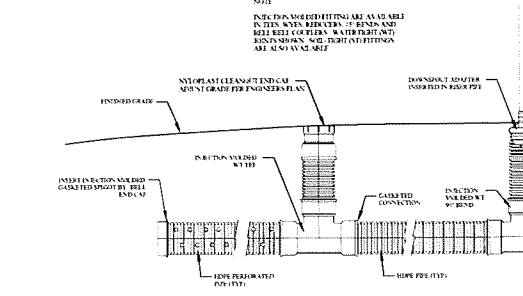 NOTE
INJECTION MOLDED FITTING ARE AVAILABLE
IN TEES, WYES, REDUCERS, 45° BENDS AND
BELL BELL COUPLERS. WATER TIGHT (WT)
JOINTS SHOWN. SOIL-TIGHT (ST) FITTINGS
ARE ALSO AVAILABLE
NYLOPLAST CLEANOUT END CAP
ADJUST GRADE PER ENGINEERS PLAN
DOWNSPOUT ADAPTER
INSERTED IN RISER PIPE
FINISHED GRADE
INJECTION MOLDED
WT TEE
INSERT INJECTION MOLDED
GASKETED SPIGOT BY BELL
END CAP
GASKETED
CONNECTION
INJECTION
MOLDED WT
90° BEND
HDPE PERFORATED
PIPE (TYP)
HDPE PIPE (TYP)